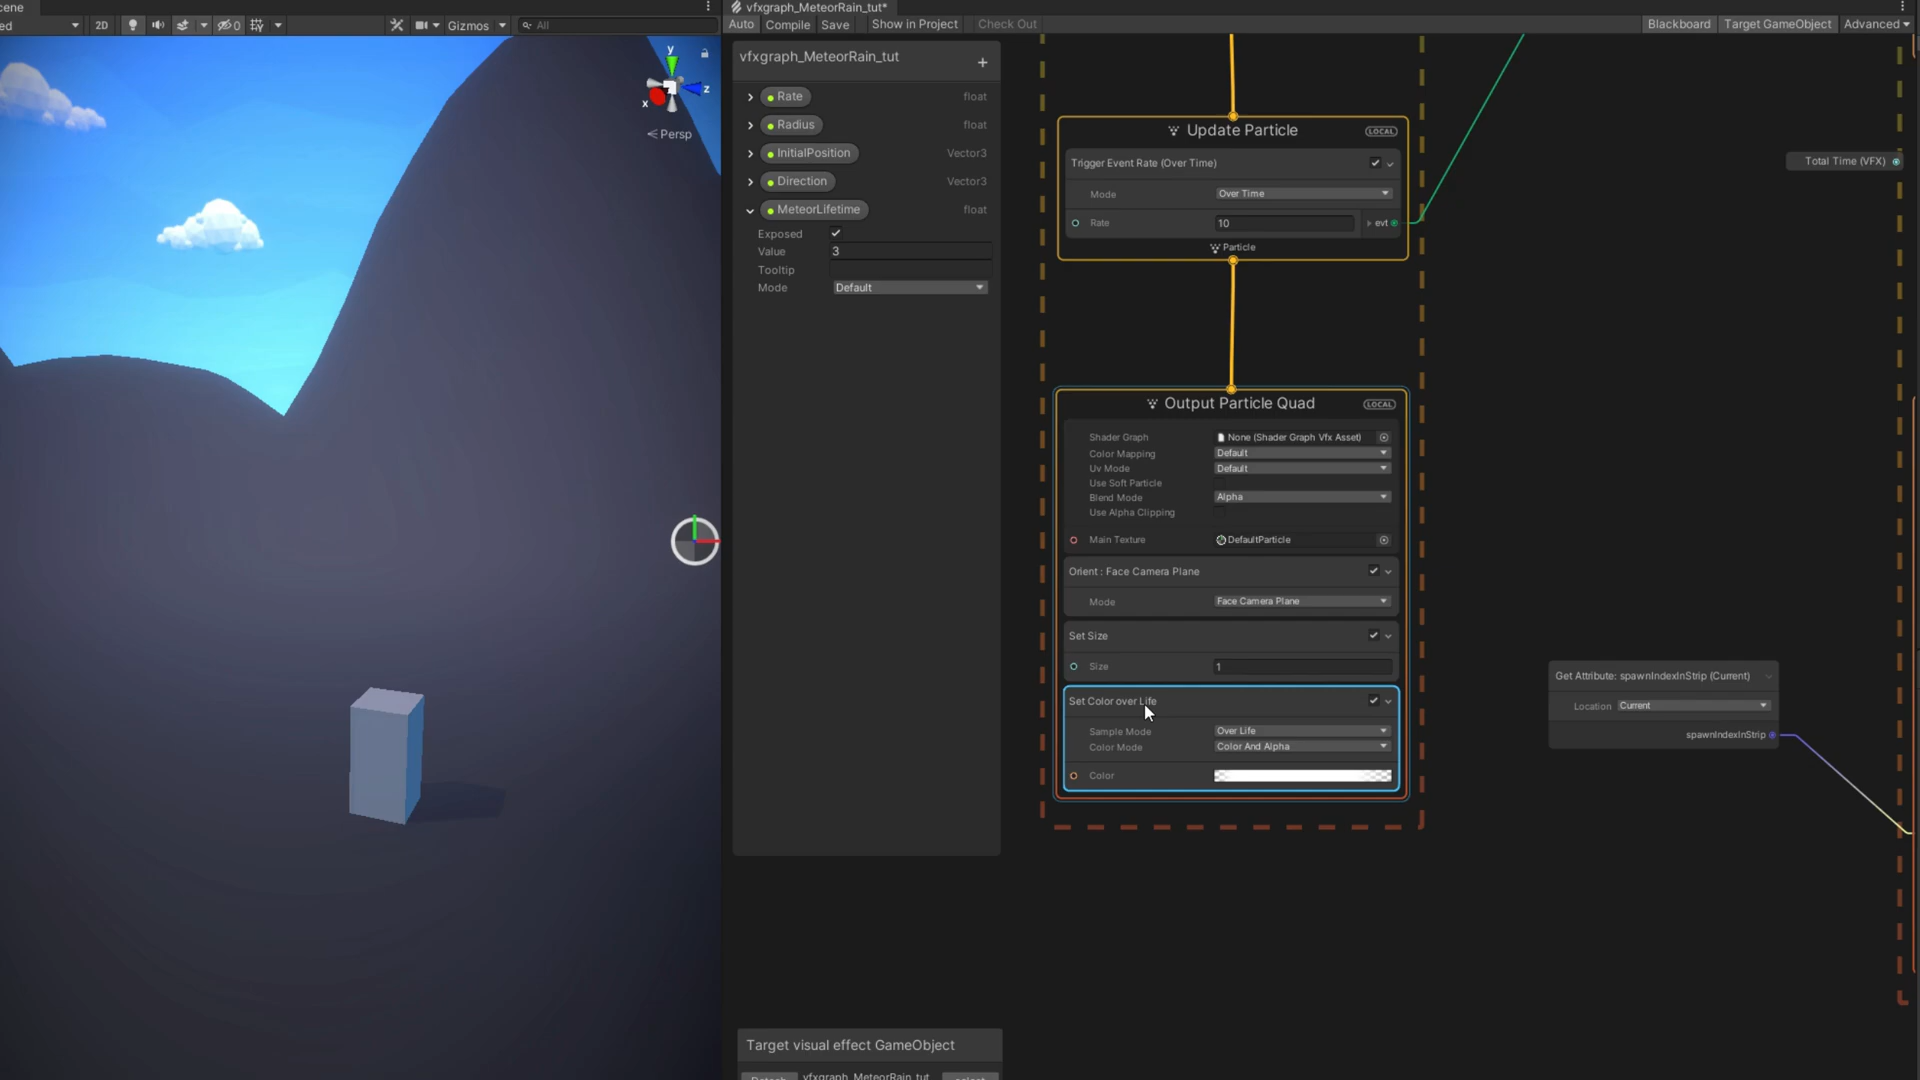 cene
ed
2D
0
Gizmos
All
y
z
x
Persp
vfxgraph_MeteorRain_tut*
Auto
Compile
Save
Show in Project
Check Out
Blackboard
Target GameObject
Advanced
vfxgraph_MeteorRain_tut
+
Rate float
Radius float
InitialPosition Vector3
Direction Vector3
MeteorLifetime float
Exposed
Value 3
Tooltip
Mode Default
Update Particle LOCAL
Trigger Event Rate (Over Time)
Mode Over Time
Rate 10 evt
Particle
Output Particle Quad LOCAL
Shader Graph None (Shader Graph Vfx Asset)
Color Mapping Default
Uv Mode Default
Use Soft Particle
Blend Mode Alpha
Use Alpha Clipping
Main Texture DefaultParticle
Orient : Face Camera Plane
Mode Face Camera Plane
Set Size
Size 1
Set Color over Life
Sample Mode Over Life
Color Mode Color And Alpha
Color
Total Time (VFX)
Get Attribute: spawnIndexInStrip (Current)
Location Current
spawnIndexInStrip
Target visual effect GameObject
vfxgraph_MeteorRain_tut